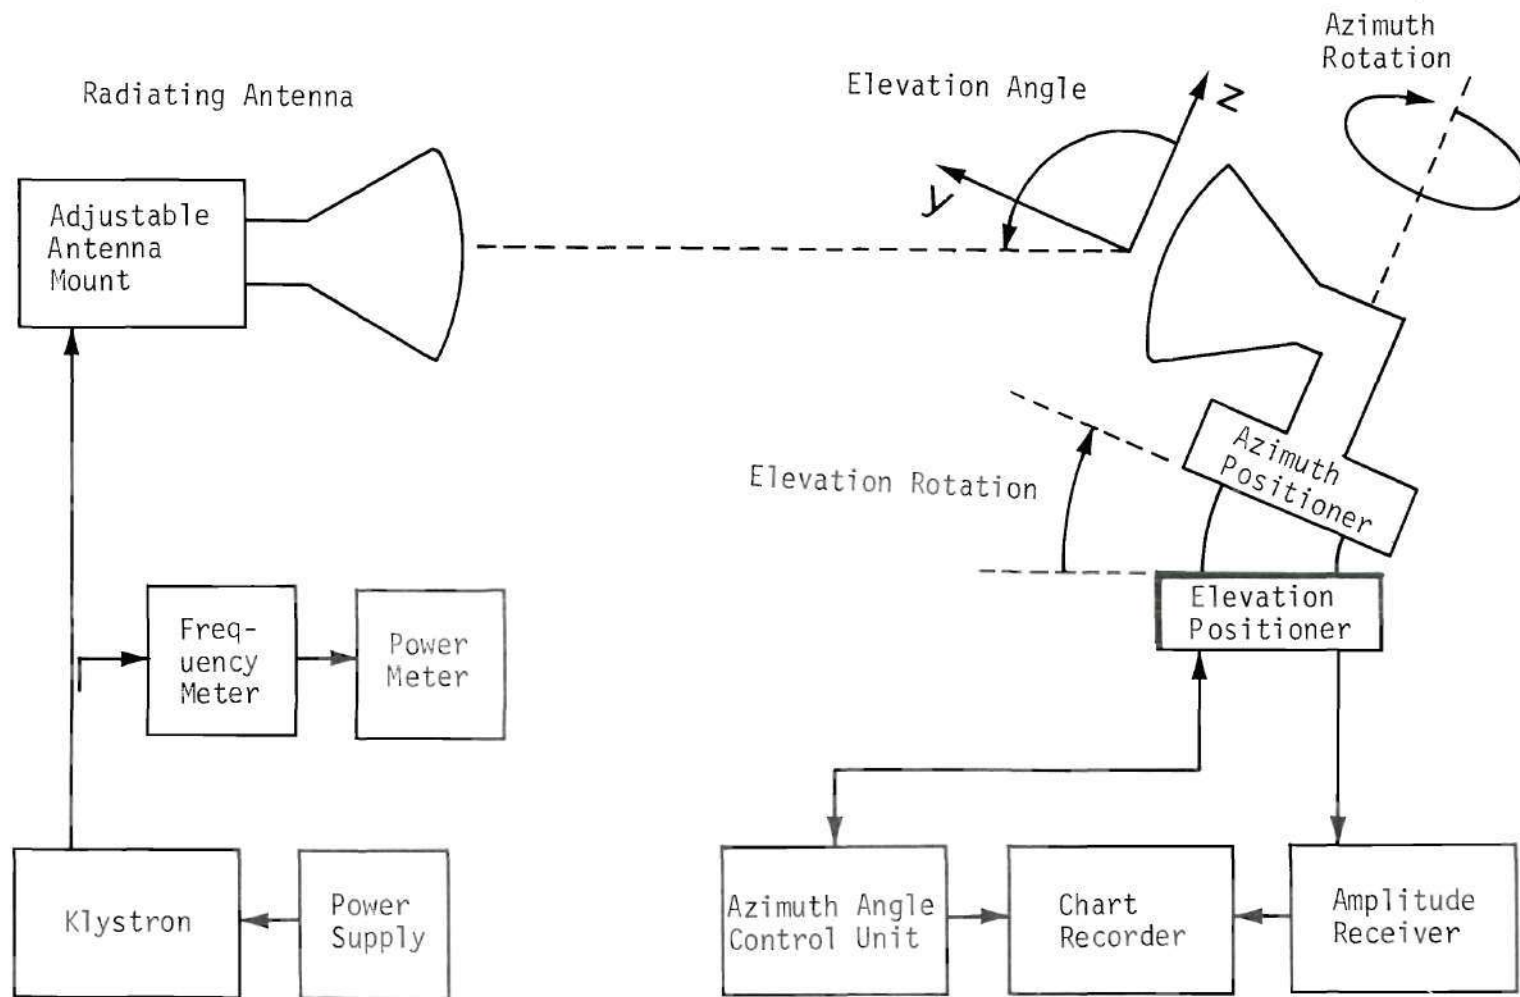 Azimuth
Rotation
Radiating Antenna
Elevation Angle
Z
y
Adjustable
Antenna
Mount
Azimuth
Positioner
Elevation Rotation
Elevation
Positioner
Freq-
uency
Meter
Power
Meter
Klystron
Power
Supply
Azimuth Angle
Control Unit
Chart
Recorder
Amplitude
Receiver